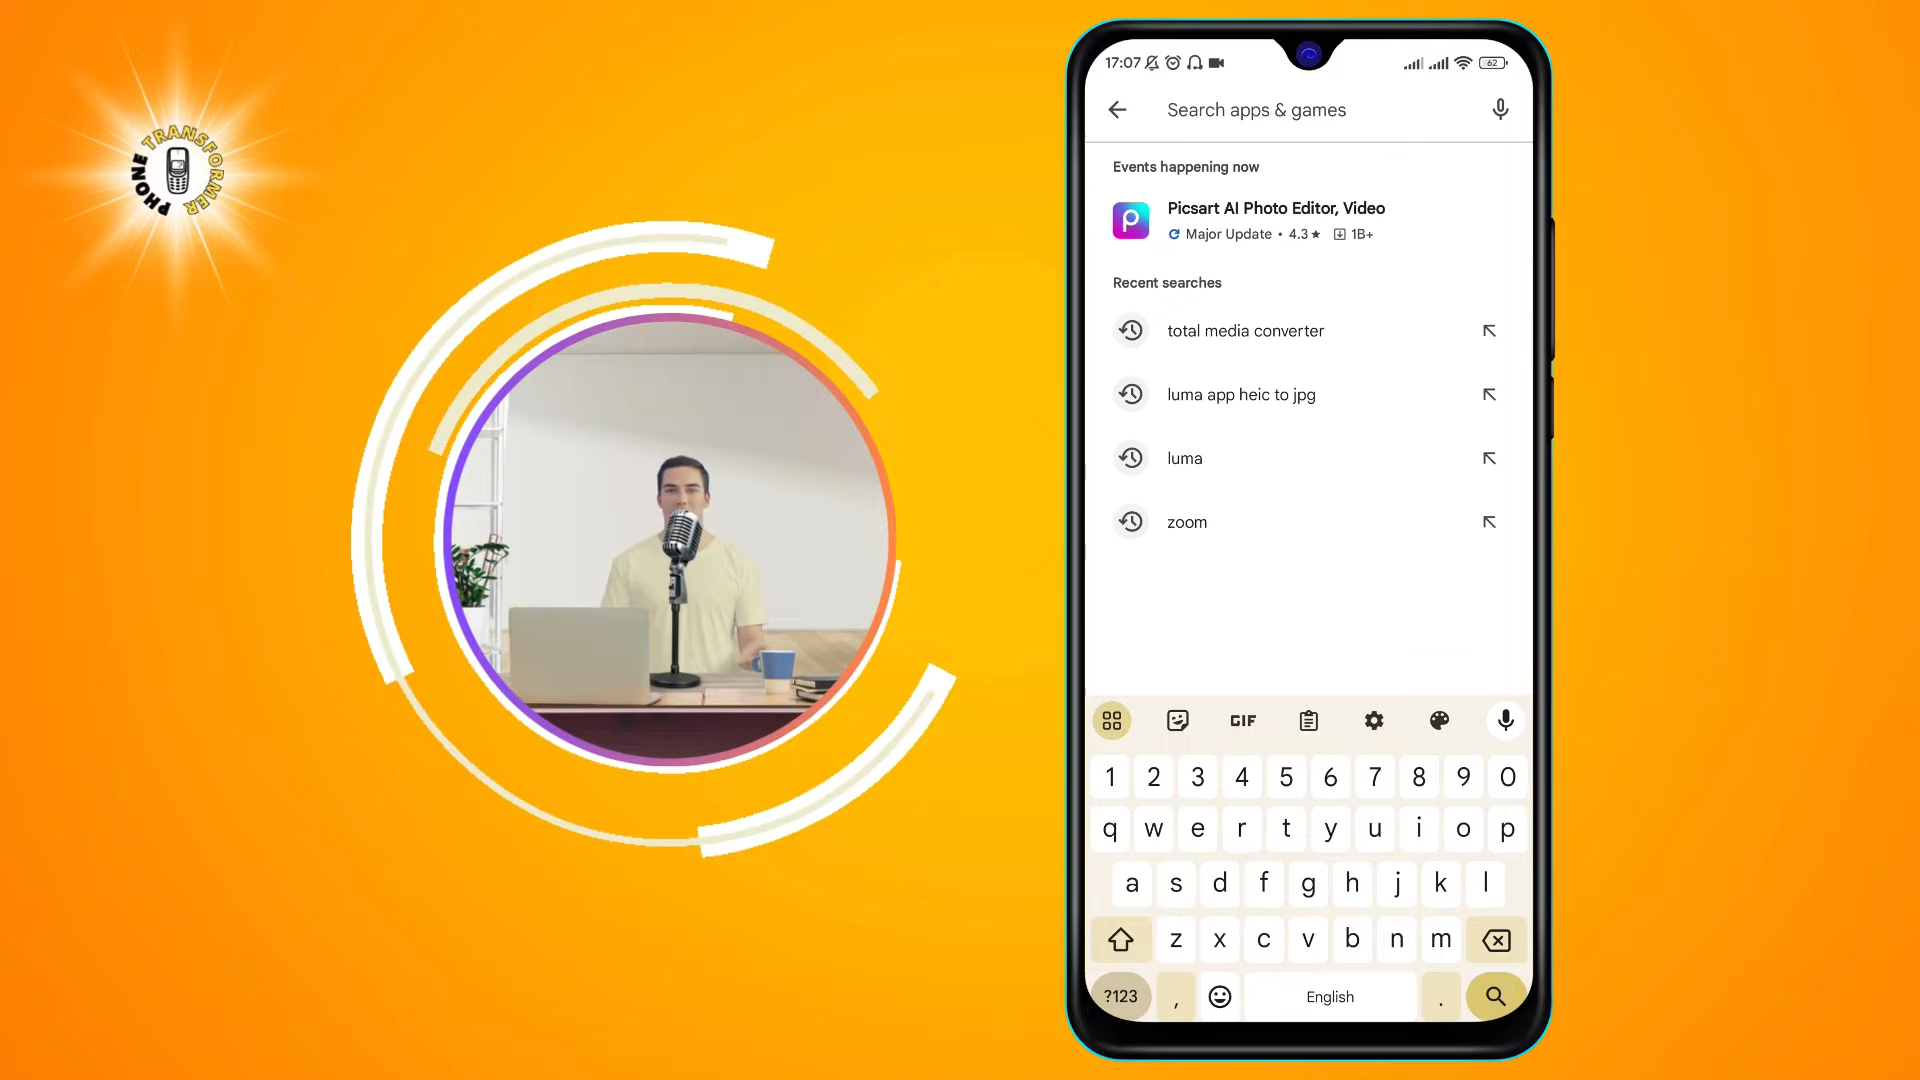 PHONE TRANSFORMER
17:07
62
Search apps & games
Events happening now
Picsart AI Photo Editor, Video
Major Update • 4.3★ 1B+
Recent searches
total media converter
luma app heic to jpg
luma
zoom
GIF
1 2 3 4 5 6 7 8 9 0
q w e r t y u i o p
a s d f g h j k l
z x c v b n m
?123 , English .